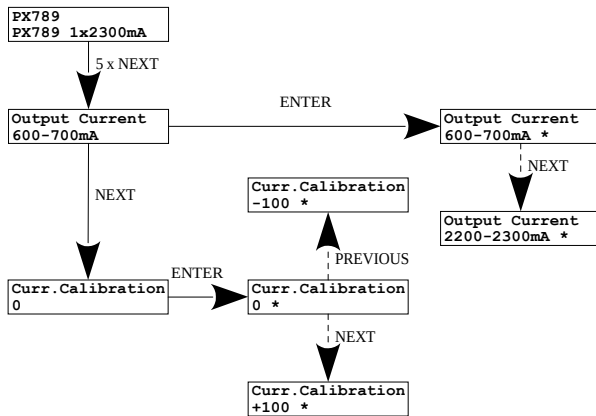 PX789
PX789 1x2300mA
5 x NEXT
Output Current
600-700mA
ENTER
Output Current
600-700mA *
NEXT
Output Current
2200-2300mA *
NEXT
Curr.Calibration
-100 *
PREVIOUS
Curr.Calibration
0
ENTER
Curr.Calibration
0 *
NEXT
Curr.Calibration
+100 *